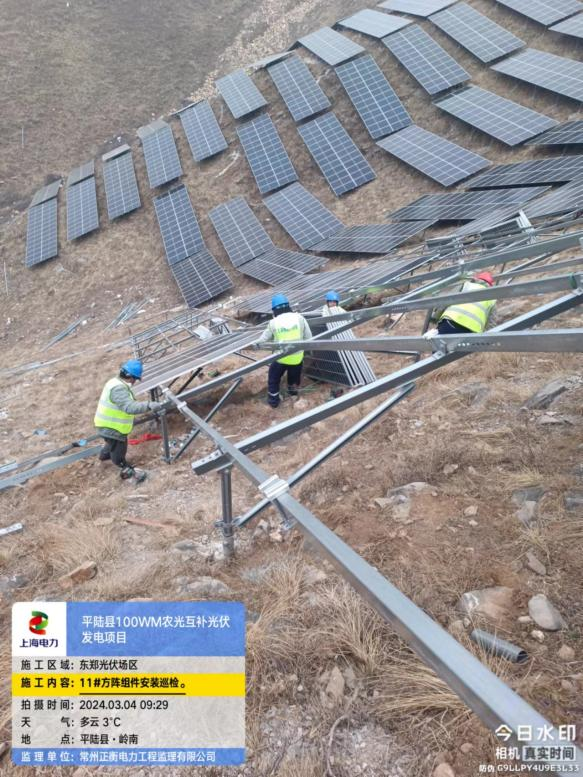 上海电力
平陆县100WM农光互补光伏
发电项目
施工区域：东郑光伏场区
施工内容：11#方阵组件安装巡检。
拍摄时间：2024.03.04 09:29
天 气：多云 3°C
地 点：平陆县·岭南
监理单位：常州正衡电力工程监理有限公司
今日水印
相机 真实时间
防伪 G9LLPY4U9E3L33